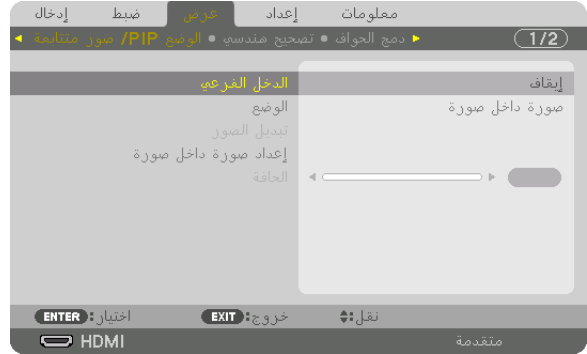 إدخال ضبط عرض إعداد معلومات
◄ دمج الحواف ● تصحيح هندسي ● الوضع PIP/ صور متتابعة ► (1/2)
الدخل الفرعي إيقاف
الوضع صورة داخل صورة
تبديل الصور
إعداد صورة داخل صورة
الحافة
ENTER :اختيار EXIT :خروج نقل:
HDMI متقدمة